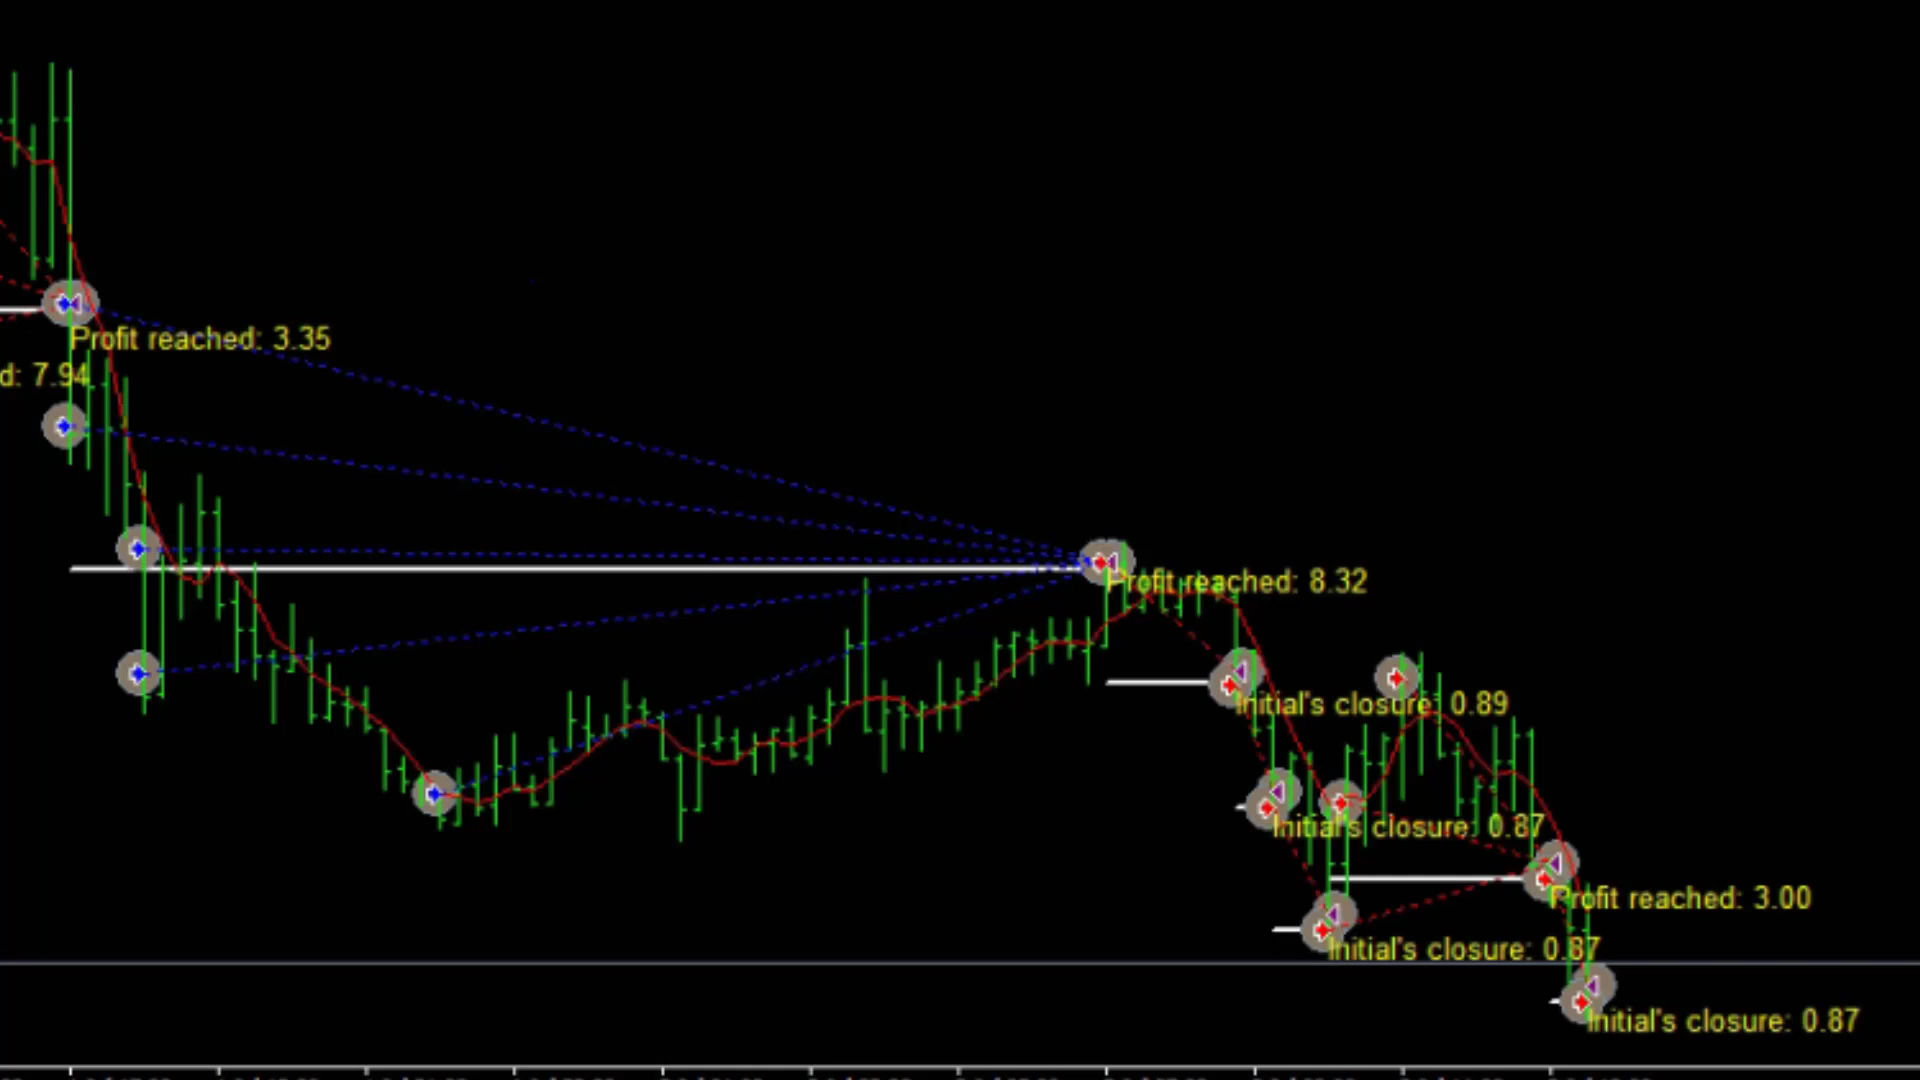 Profit reached: 3.35
d: 7.94
Profit reached: 8.32
Initial's closure: 0.89
Initial's closure: 0.87
Profit reached: 3.00
Initial's closure: 0.87
Initial's closure: 0.87